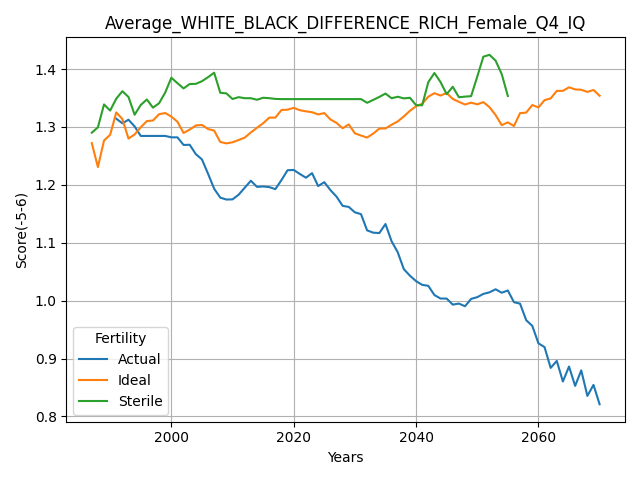 Average_WHITE_BLACK_DIFFERENCE_RICH_Female_Q4_IQ
Score(-5-6)
1.4
1.3
1.2
1.1
1.0
0.9
0.8
Fertility
Actual
Ideal
Sterile
2000 2020 2040 2060
Years